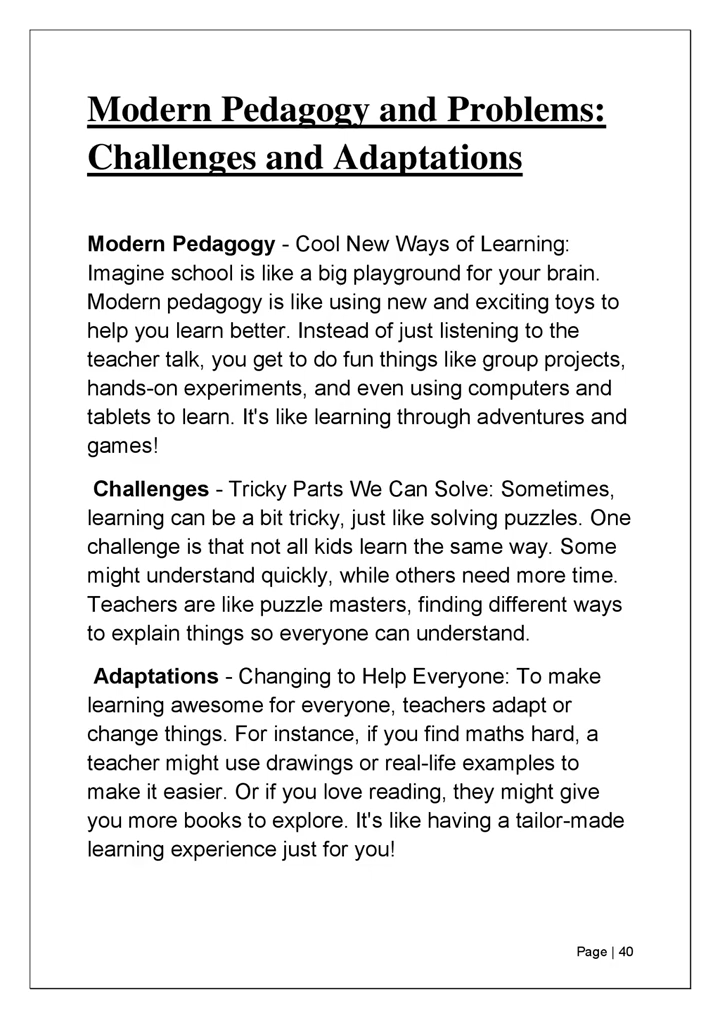 Modern Pedagogy and Problems:
Challenges and Adaptations
Modern Pedagogy - Cool New Ways of Learning:
Imagine school is like a big playground for your brain.
Modern pedagogy is like using new and exciting toys to
help you learn better. Instead of just listening to the
teacher talk, you get to do fun things like group projects,
hands-on experiments, and even using computers and
tablets to learn. It's like learning through adventures and
games!
Challenges - Tricky Parts We Can Solve: Sometimes,
learning can be a bit tricky, just like solving puzzles. One
challenge is that not all kids learn the same way. Some
might understand quickly, while others need more time.
Teachers are like puzzle masters, finding different ways
to explain things so everyone can understand.
Adaptations - Changing to Help Everyone: To make
learning awesome for everyone, teachers adapt or
change things. For instance, if you find maths hard, a
teacher might use drawings or real-life examples to
make it easier. Or if you love reading, they might give
you more books to explore. It's like having a tailor-made
learning experience just for you!
Page | 40